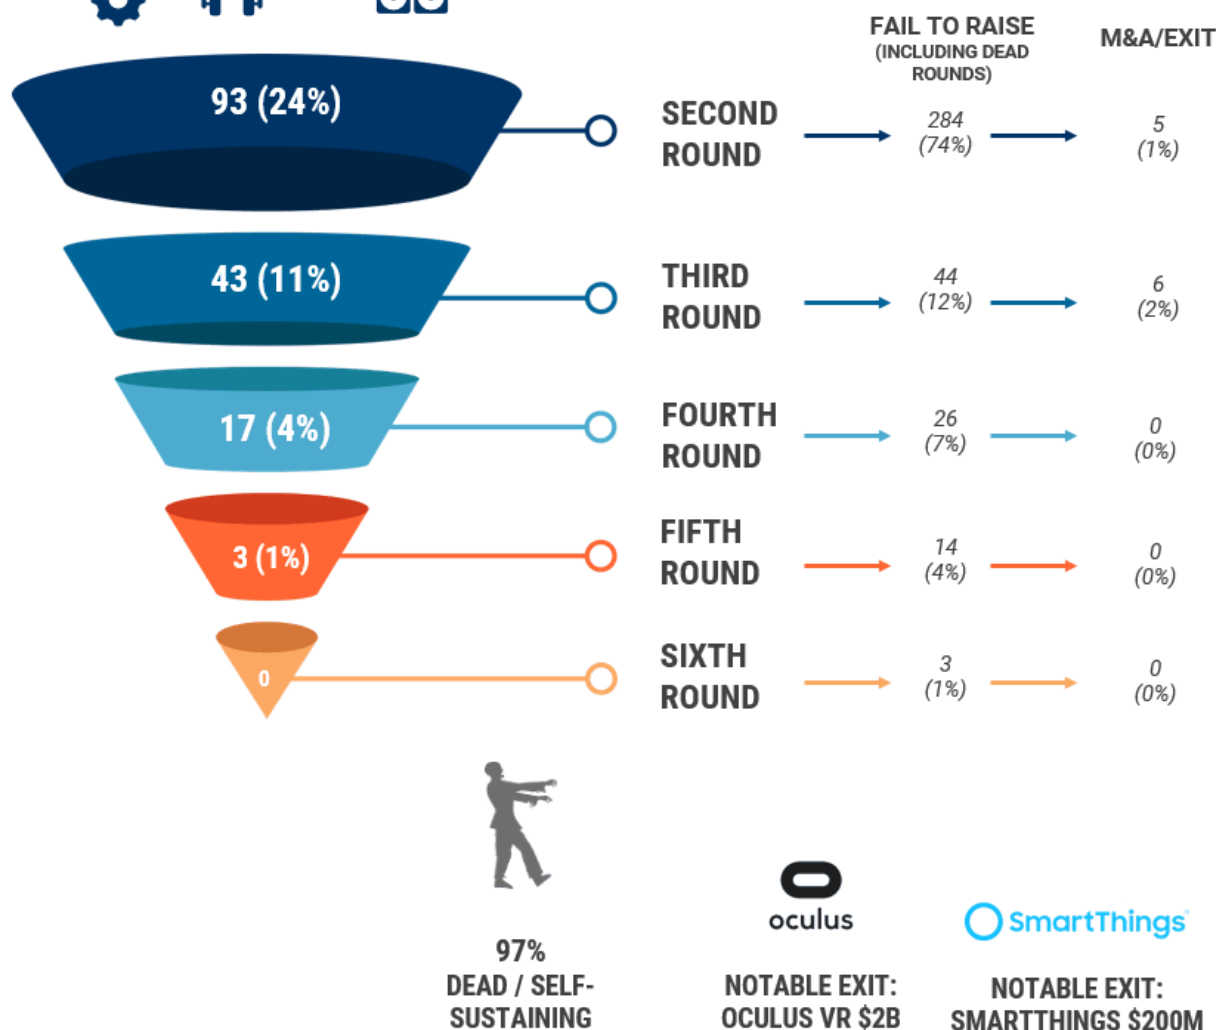 FAIL TO RAISE
(INCLUDING DEAD
ROUNDS)
M&A/EXIT
93 (24%)
SECOND
ROUND
284
(74%)
5
(1%)
43 (11%)
THIRD
ROUND
44
(12%)
6
(2%)
17 (4%)
FOURTH
ROUND
26
(7%)
0
(0%)
3 (1%)
FIFTH
ROUND
14
(4%)
0
(0%)
0
SIXTH
ROUND
3
(1%)
0
(0%)
97%
DEAD / SELF-
SUSTAINING
oculus
NOTABLE EXIT:
OCULUS VR $2B
SmartThings
NOTABLE EXIT:
SMARTTHINGS $200M